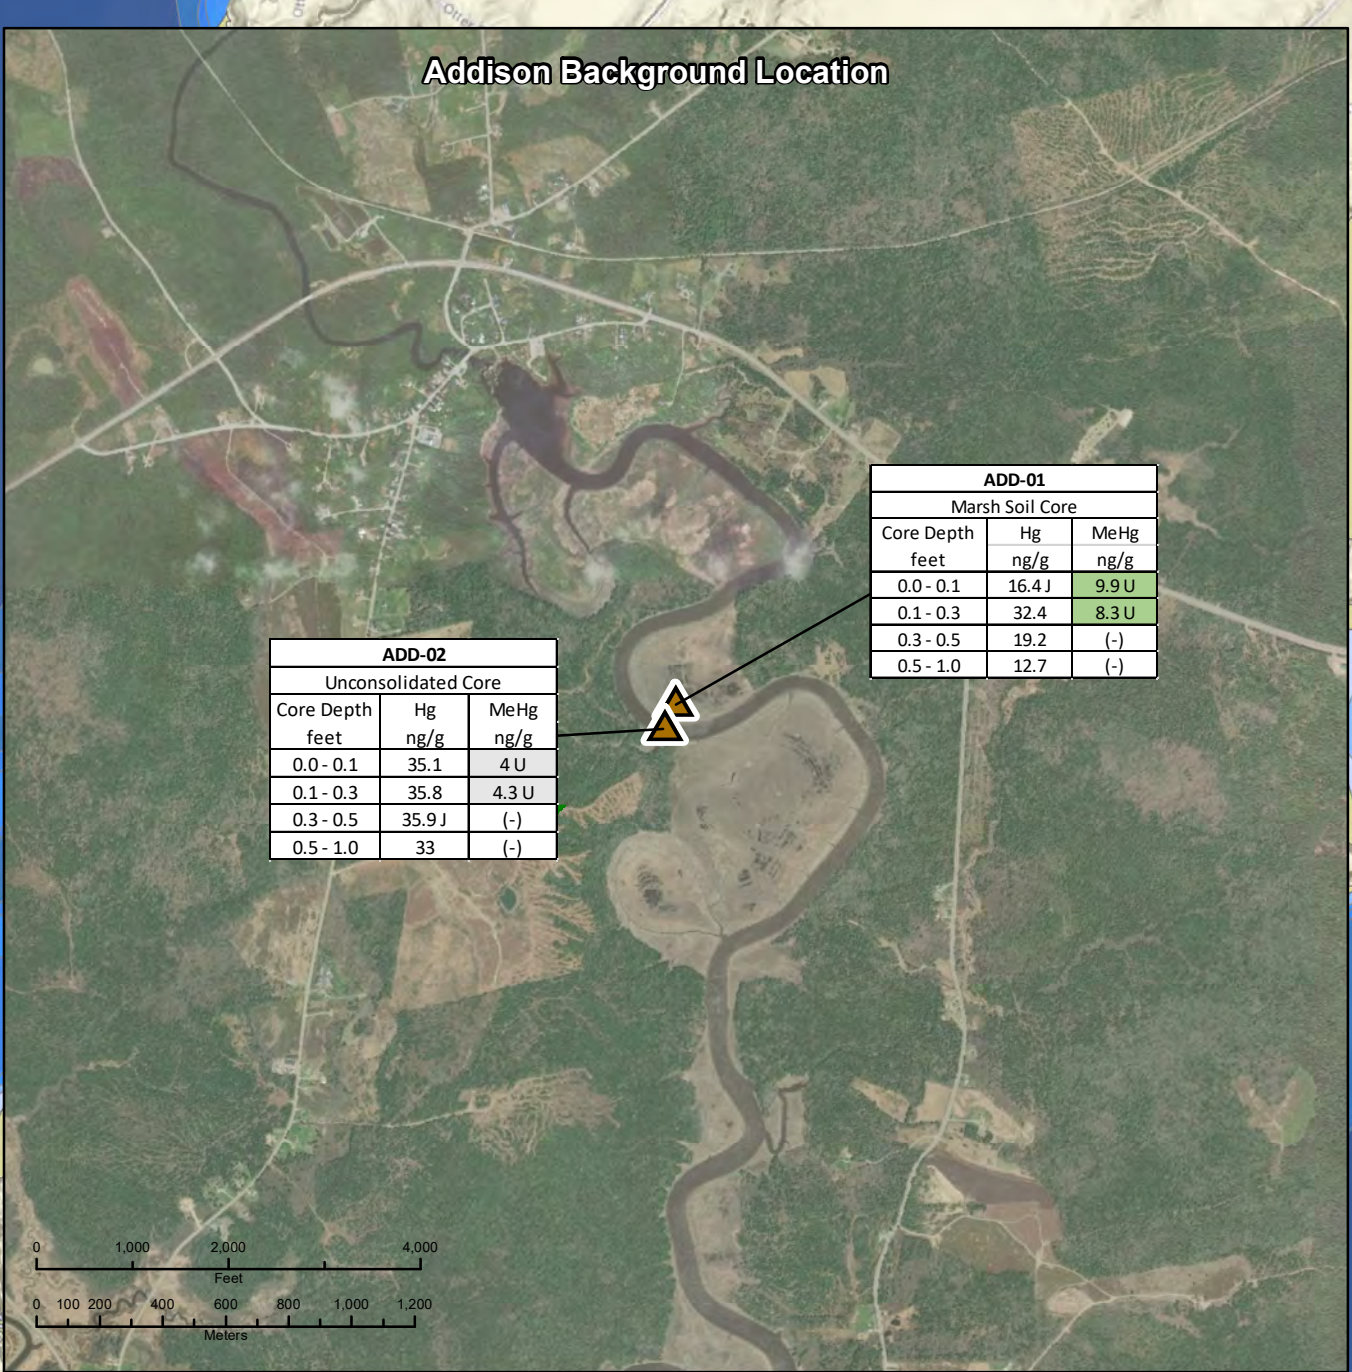 Addison Background Location
ADD-01
Marsh Soil Core
Core Depth Hg MeHg
feet ng/g ng/g
0.0 - 0.1 16.4 J 9.9 U
0.1 - 0.3 32.4 8.3 U
0.3 - 0.5 19.2 (-)
0.5 - 1.0 12.7 (-)
ADD-02
Unconsolidated Core
Core Depth Hg MeHg
feet ng/g ng/g
0.0 - 0.1 35.1 4 U
0.1 - 0.3 35.8 4.3 U
0.3 - 0.5 35.9 J (-)
0.5 - 1.0 33 (-)
0 1,000 2,000 4,000
Feet
0 100 200 400 600 800 1,000 1,200
Meters